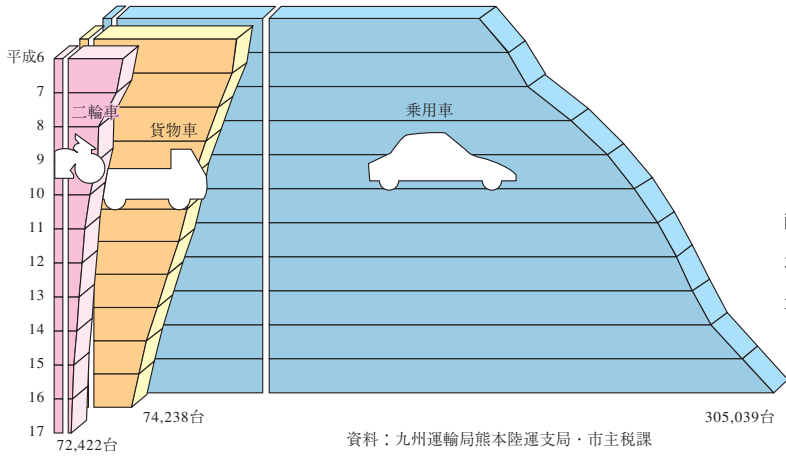 平成6
7
8
9
10
11
12
13
14
15
16
17
二輪車
貨物車
乗用車
72,422台
74,238台
305,039台
資料：九州運輸局熊本陸運支局・市主税課